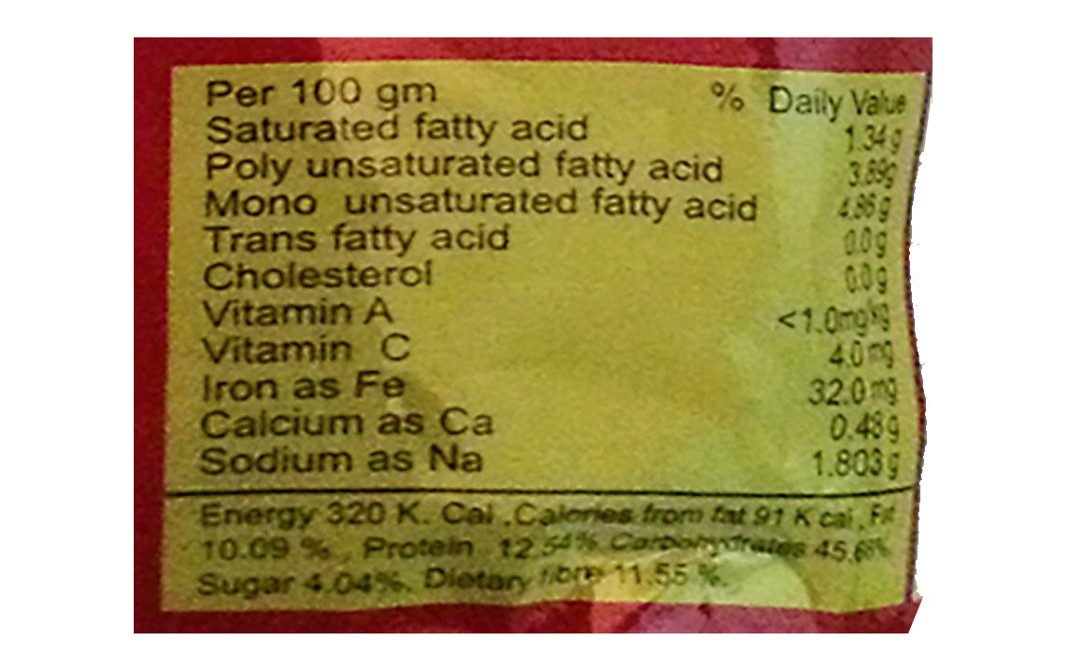 Per 100 gm % Daily Value
Saturated fatty acid 1.34 g
Poly unsaturated fatty acid 3.89g
Mono unsaturated fatty acid 4.86 g
Trans fatty acid 0.0 g
Cholesterol 0.0 g
Vitamin A <1.0mg/kg
Vitamin C 4.0 mg
Iron as Fe 32.0 mg
Calcium as Ca 0.48 g
Sodium as Na 1.803 g
Energy 320 K. Cal .Calories from fat 91 K cal , Fat
10.09 % , Protein 12.54% Carbohydrates
Sugar 4.04%. Dietary fibre 11.55 %.